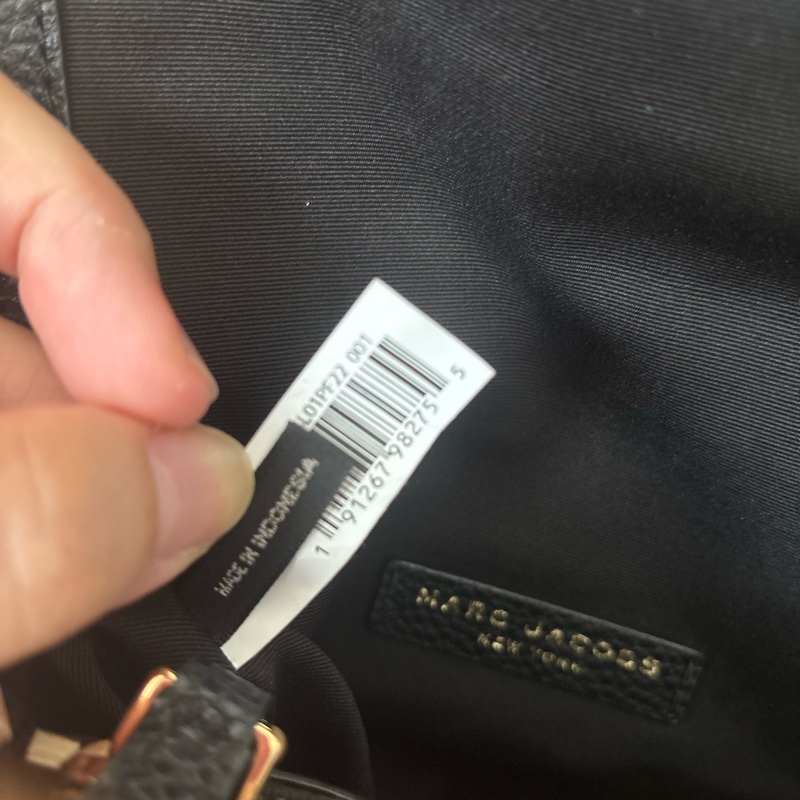 L01PF22 001
1 91267 98275 5
MADE IN INDONESIA
MARC JACOBS
NEW YORK